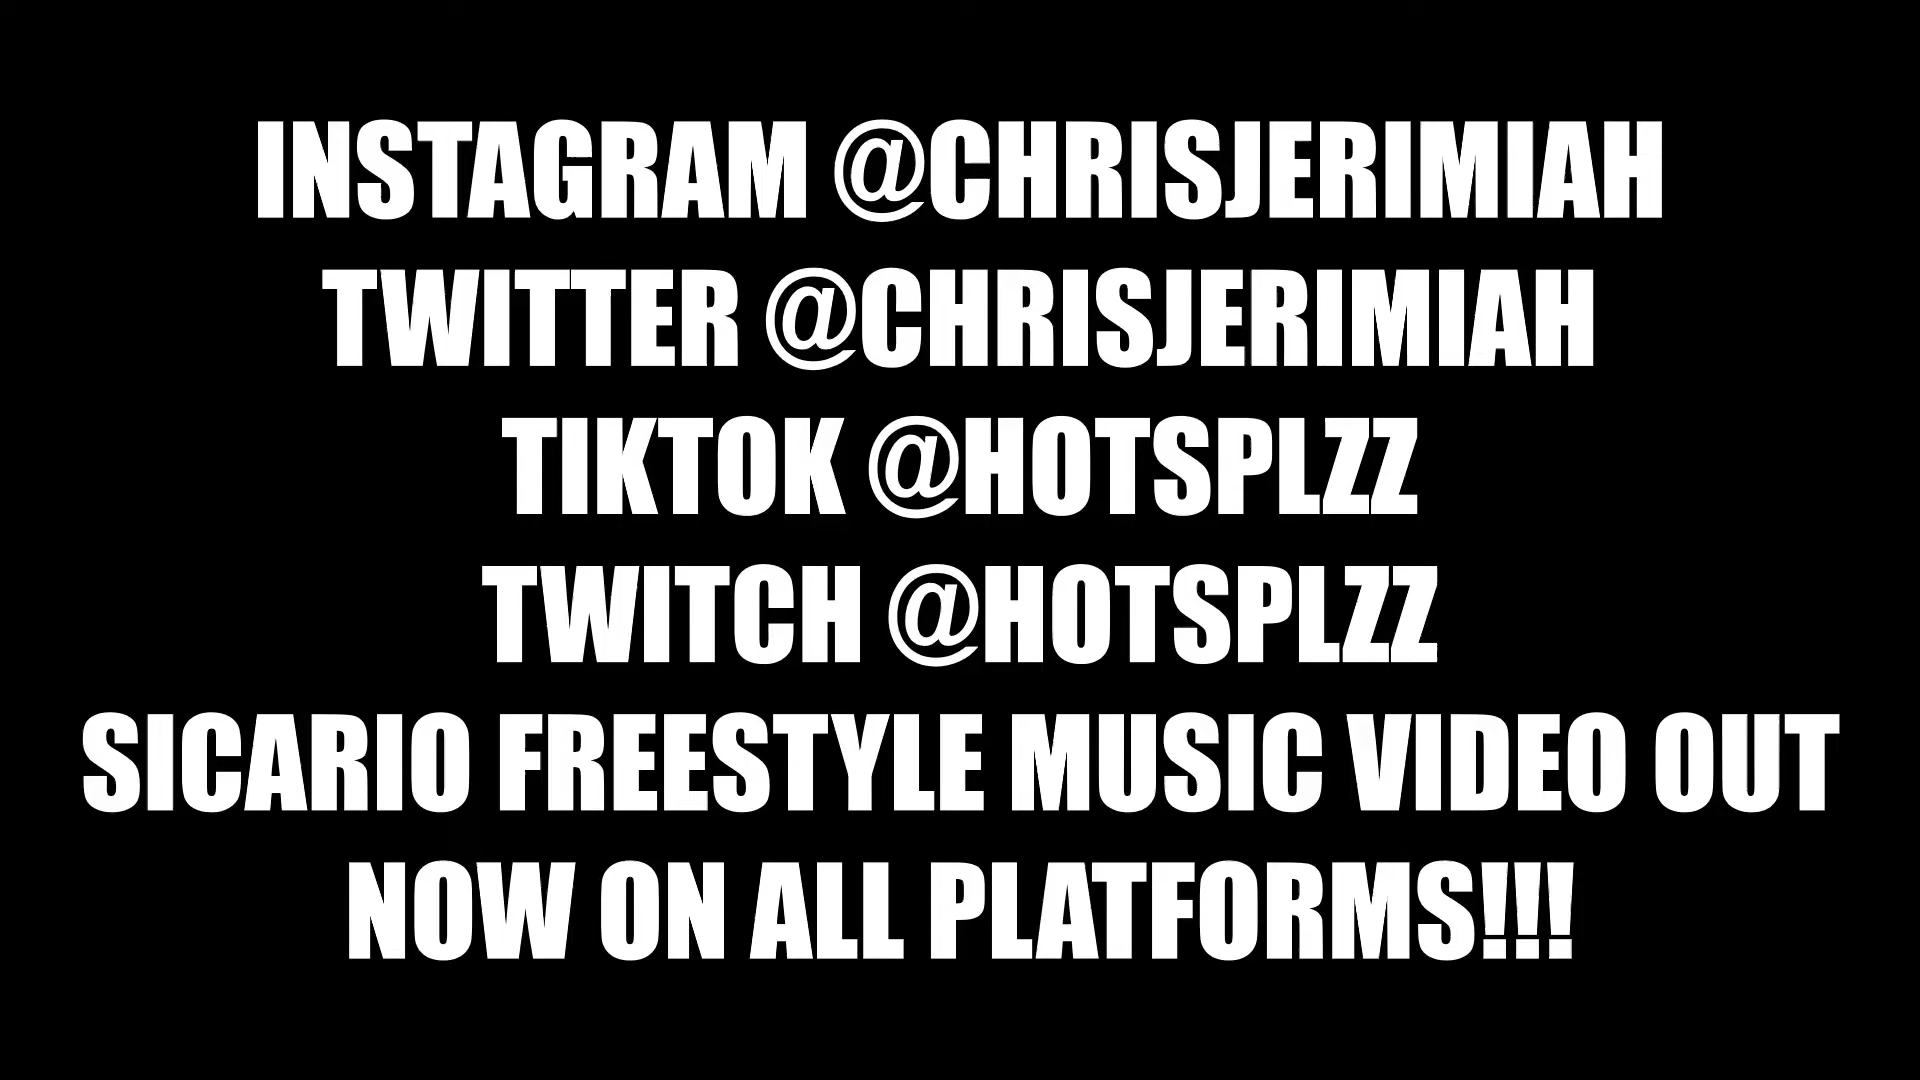 INSTAGRAM @CHRISJERIMIAH
TWITTER @CHRISJERIMIAH
TIKTOK @HOTSPLZZ
TWITCH @HOTSPLZZ
SICARIO FREESTYLE MUSIC VIDEO OUT
NOW ON ALL PLATFORMS!!!